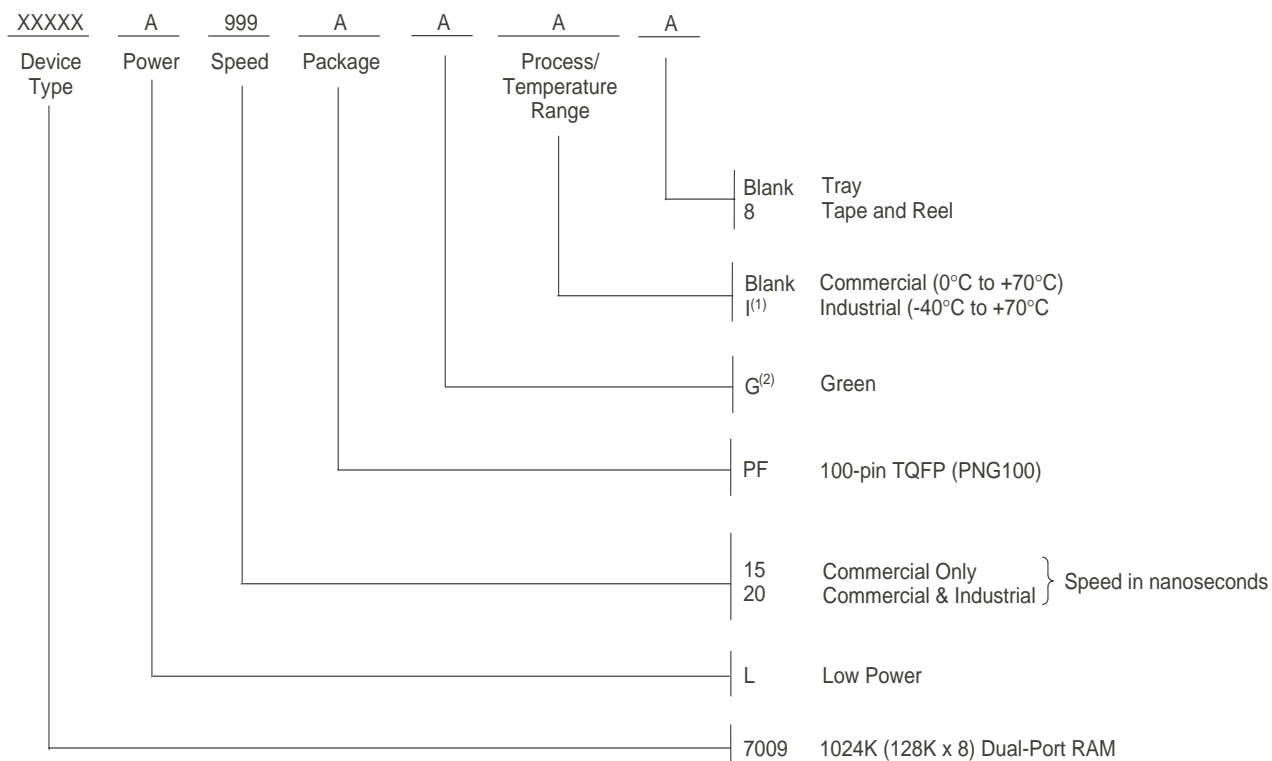 XXXXX A 999 A A A A
Device Type Power Speed Package Process/ Temperature Range
Blank Tray
8 Tape and Reel
Blank Commercial (0°C to +70°C)
I(1) Industrial (-40°C to +70°C
G(2) Green
PF 100-pin TQFP (PNG100)
15 Commercial Only
20 Commercial & Industrial
Speed in nanoseconds
L Low Power
7009 1024K (128K x 8) Dual-Port RAM